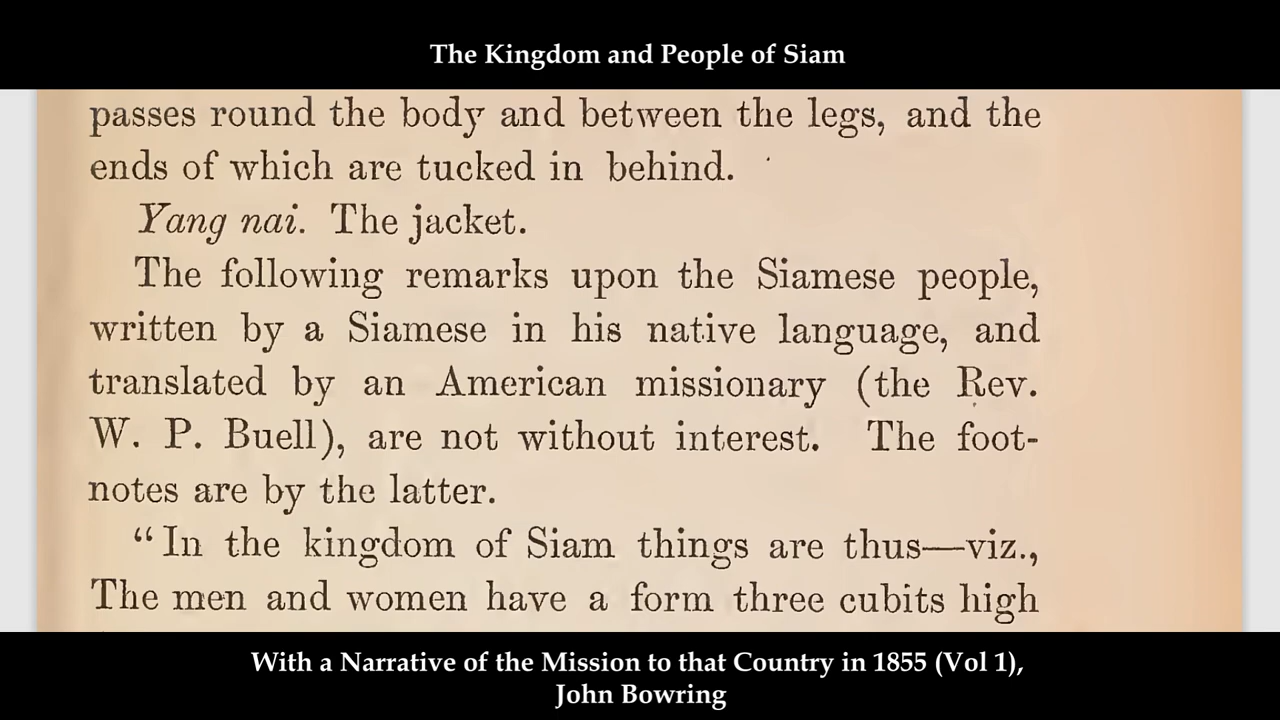 The Kingdom and People of Siam
passes round the body and between the legs, and the
ends of which are tucked in behind.
Yang nai. The jacket.
The following remarks upon the Siamese people,
written by a Siamese in his native language, and
translated by an American missionary (the Rev.
W. P. Buell), are not without interest. The foot-
notes are by the latter.
“In the kingdom of Siam things are thus—viz.,
The men and women have a form three cubits high
With a Narrative of the Mission to that Country in 1855 (Vol 1),
John Bowring